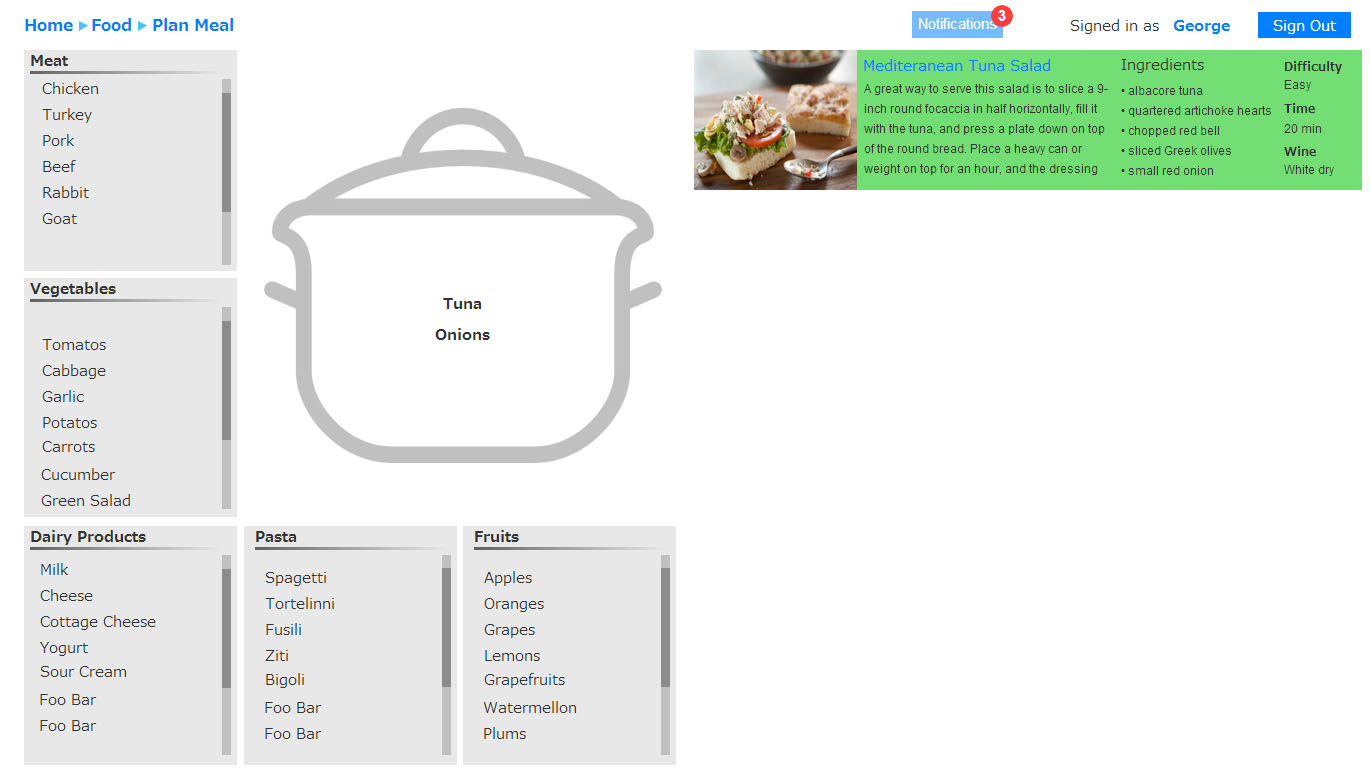 Home Food Plan Meal
Notifications 3
Signed in as George
Sign Out
Meat
Chicken
Turkey
Pork
Beef
Rabbit
Goat
Vegetables
Tomatos
Cabbage
Garlic
Potatos
Carrots
Cucumber
Green Salad
Tuna
Onions
Mediteranean Tuna Salad
A great way to serve this salad is to slice a 9-
inch round focaccia in half horizontally, fill it
with the tuna, and press a plate down on top
of the round bread. Place a heavy can or
weight on top for an hour, and the dressing
Ingredients
• albacore tuna
• quartered artichoke hearts
• chopped red bell
• sliced Greek olives
• small red onion
Difficulty
Easy
Time
20 min
Wine
White dry
Dairy Products
Milk
Cheese
Cottage Cheese
Yogurt
Sour Cream
Foo Bar
Foo Bar
Pasta
Spagetti
Tortelinni
Fusili
Ziti
Bigoli
Foo Bar
Foo Bar
Fruits
Apples
Oranges
Grapes
Lemons
Grapefruits
Watermellon
Plums